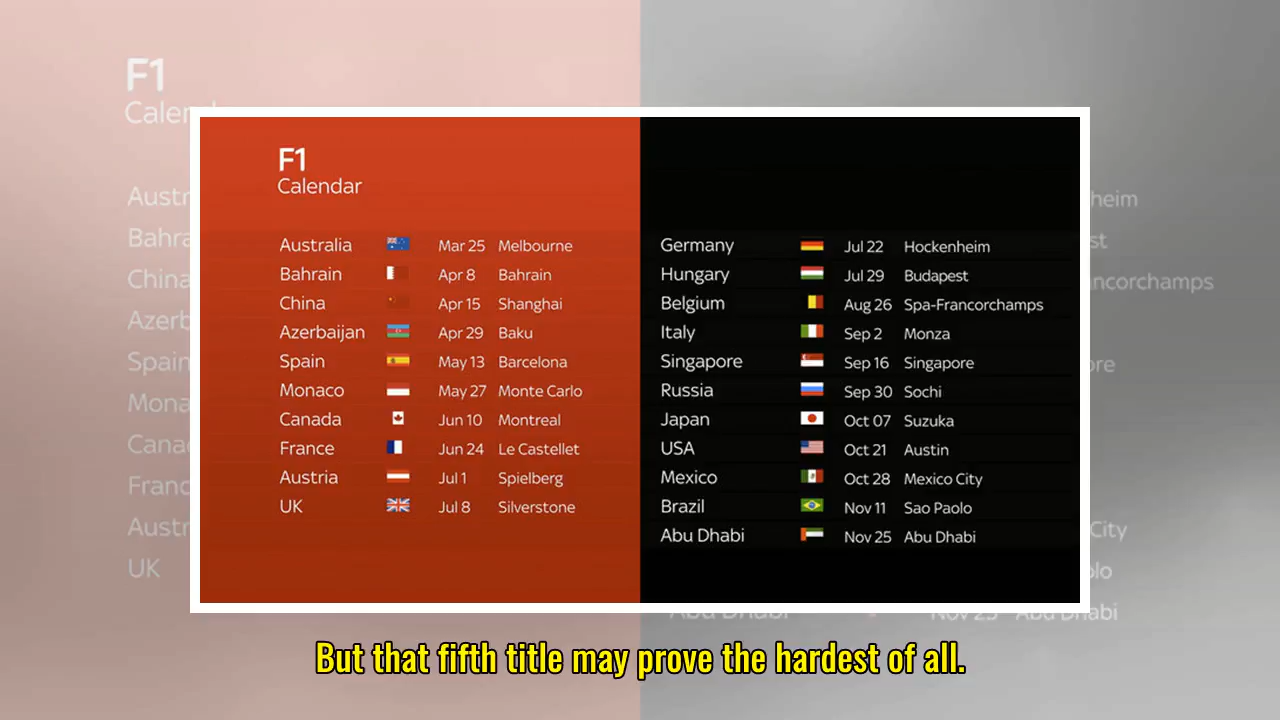 F1
Calendar
Australia Mar 25 Melbourne
Bahrain Apr 8 Bahrain
China Apr 15 Shanghai
Azerbaijan Apr 29 Baku
Spain May 13 Barcelona
Monaco May 27 Monte Carlo
Canada Jun 10 Montreal
France Jun 24 Le Castellet
Austria Jul 1 Spielberg
UK Jul 8 Silverstone
Germany Jul 22 Hockenheim
Hungary Jul 29 Budapest
Belgium Aug 26 Spa-Francorchamps
Italy Sep 2 Monza
Singapore Sep 16 Singapore
Russia Sep 30 Sochi
Japan Oct 07 Suzuka
USA Oct 21 Austin
Mexico Oct 28 Mexico City
Brazil Nov 11 Sao Paolo
Abu Dhabi Nov 25 Abu Dhabi
But that fifth title may prove the hardest of all.